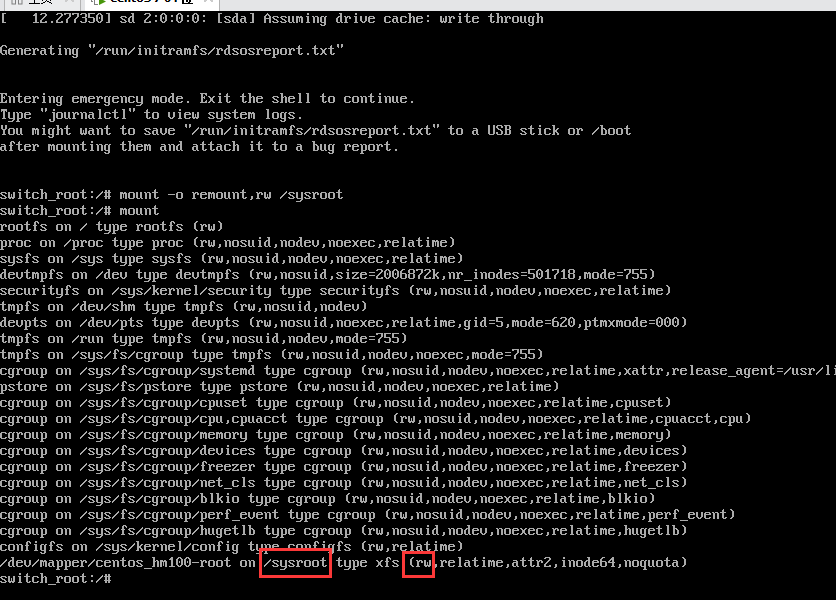 [   12.277350] sd 2:0:0:0: [sda] Assuming drive cache: write through
Generating "/run/initramfs/rdsosreport.txt"
Entering emergency mode. Exit the shell to continue.
Type "journalctl" to view system logs.
You might want to save "/run/initramfs/rdsosreport.txt" to a USB stick or /boot
after mounting them and attach it to a bug report.
switch_root:/# mount -o remount,rw /sysroot
switch_root:/# mount
rootfs on / type rootfs (rw)
proc on /proc type proc (rw,nosuid,nodev,noexec,relatime)
sysfs on /sys type sysfs (rw,nosuid,nodev,noexec,relatime)
devtmpfs on /dev type devtmpfs (rw,nosuid,size=2006872k,nr_inodes=501718,mode=755)
securityfs on /sys/kernel/security type securityfs (rw,nosuid,nodev,noexec,relatime)
tmpfs on /dev/shm type tmpfs (rw,nosuid,nodev)
devpts on /dev/pts type devpts (rw,nosuid,noexec,relatime,gid=5,mode=620,ptmxmode=000)
tmpfs on /run type tmpfs (rw,nosuid,nodev,mode=755)
tmpfs on /sys/fs/cgroup type tmpfs (rw,nosuid,nodev,noexec,mode=755)
cgroup on /sys/fs/cgroup/systemd type cgroup (rw,nosuid,nodev,noexec,relatime,xattr,release_agent=/usr/li
pstore on /sys/fs/pstore type pstore (rw,nosuid,nodev,noexec,relatime)
cgroup on /sys/fs/cgroup/cpuset type cgroup (rw,nosuid,nodev,noexec,relatime,cpuset)
cgroup on /sys/fs/cgroup/cpu,cpuacct type cgroup (rw,nosuid,nodev,noexec,relatime,cpuacct,cpu)
cgroup on /sys/fs/cgroup/memory type cgroup (rw,nosuid,nodev,noexec,relatime,memory)
cgroup on /sys/fs/cgroup/devices type cgroup (rw,nosuid,nodev,noexec,relatime,devices)
cgroup on /sys/fs/cgroup/freezer type cgroup (rw,nosuid,nodev,noexec,relatime,freezer)
cgroup on /sys/fs/cgroup/net_cls type cgroup (rw,nosuid,nodev,noexec,relatime,net_cls)
cgroup on /sys/fs/cgroup/blkio type cgroup (rw,nosuid,nodev,noexec,relatime,blkio)
cgroup on /sys/fs/cgroup/perf_event type cgroup (rw,nosuid,nodev,noexec,relatime,perf_event)
cgroup on /sys/fs/cgroup/hugetlb type cgroup (rw,nosuid,nodev,noexec,relatime,hugetlb)
configfs on /sys/kernel/config type configfs (rw,relatime)
/dev/mapper/centos_hm100-root on /sysroot type xfs (rw,relatime,attr2,inode64,noquota)
switch_root:/#